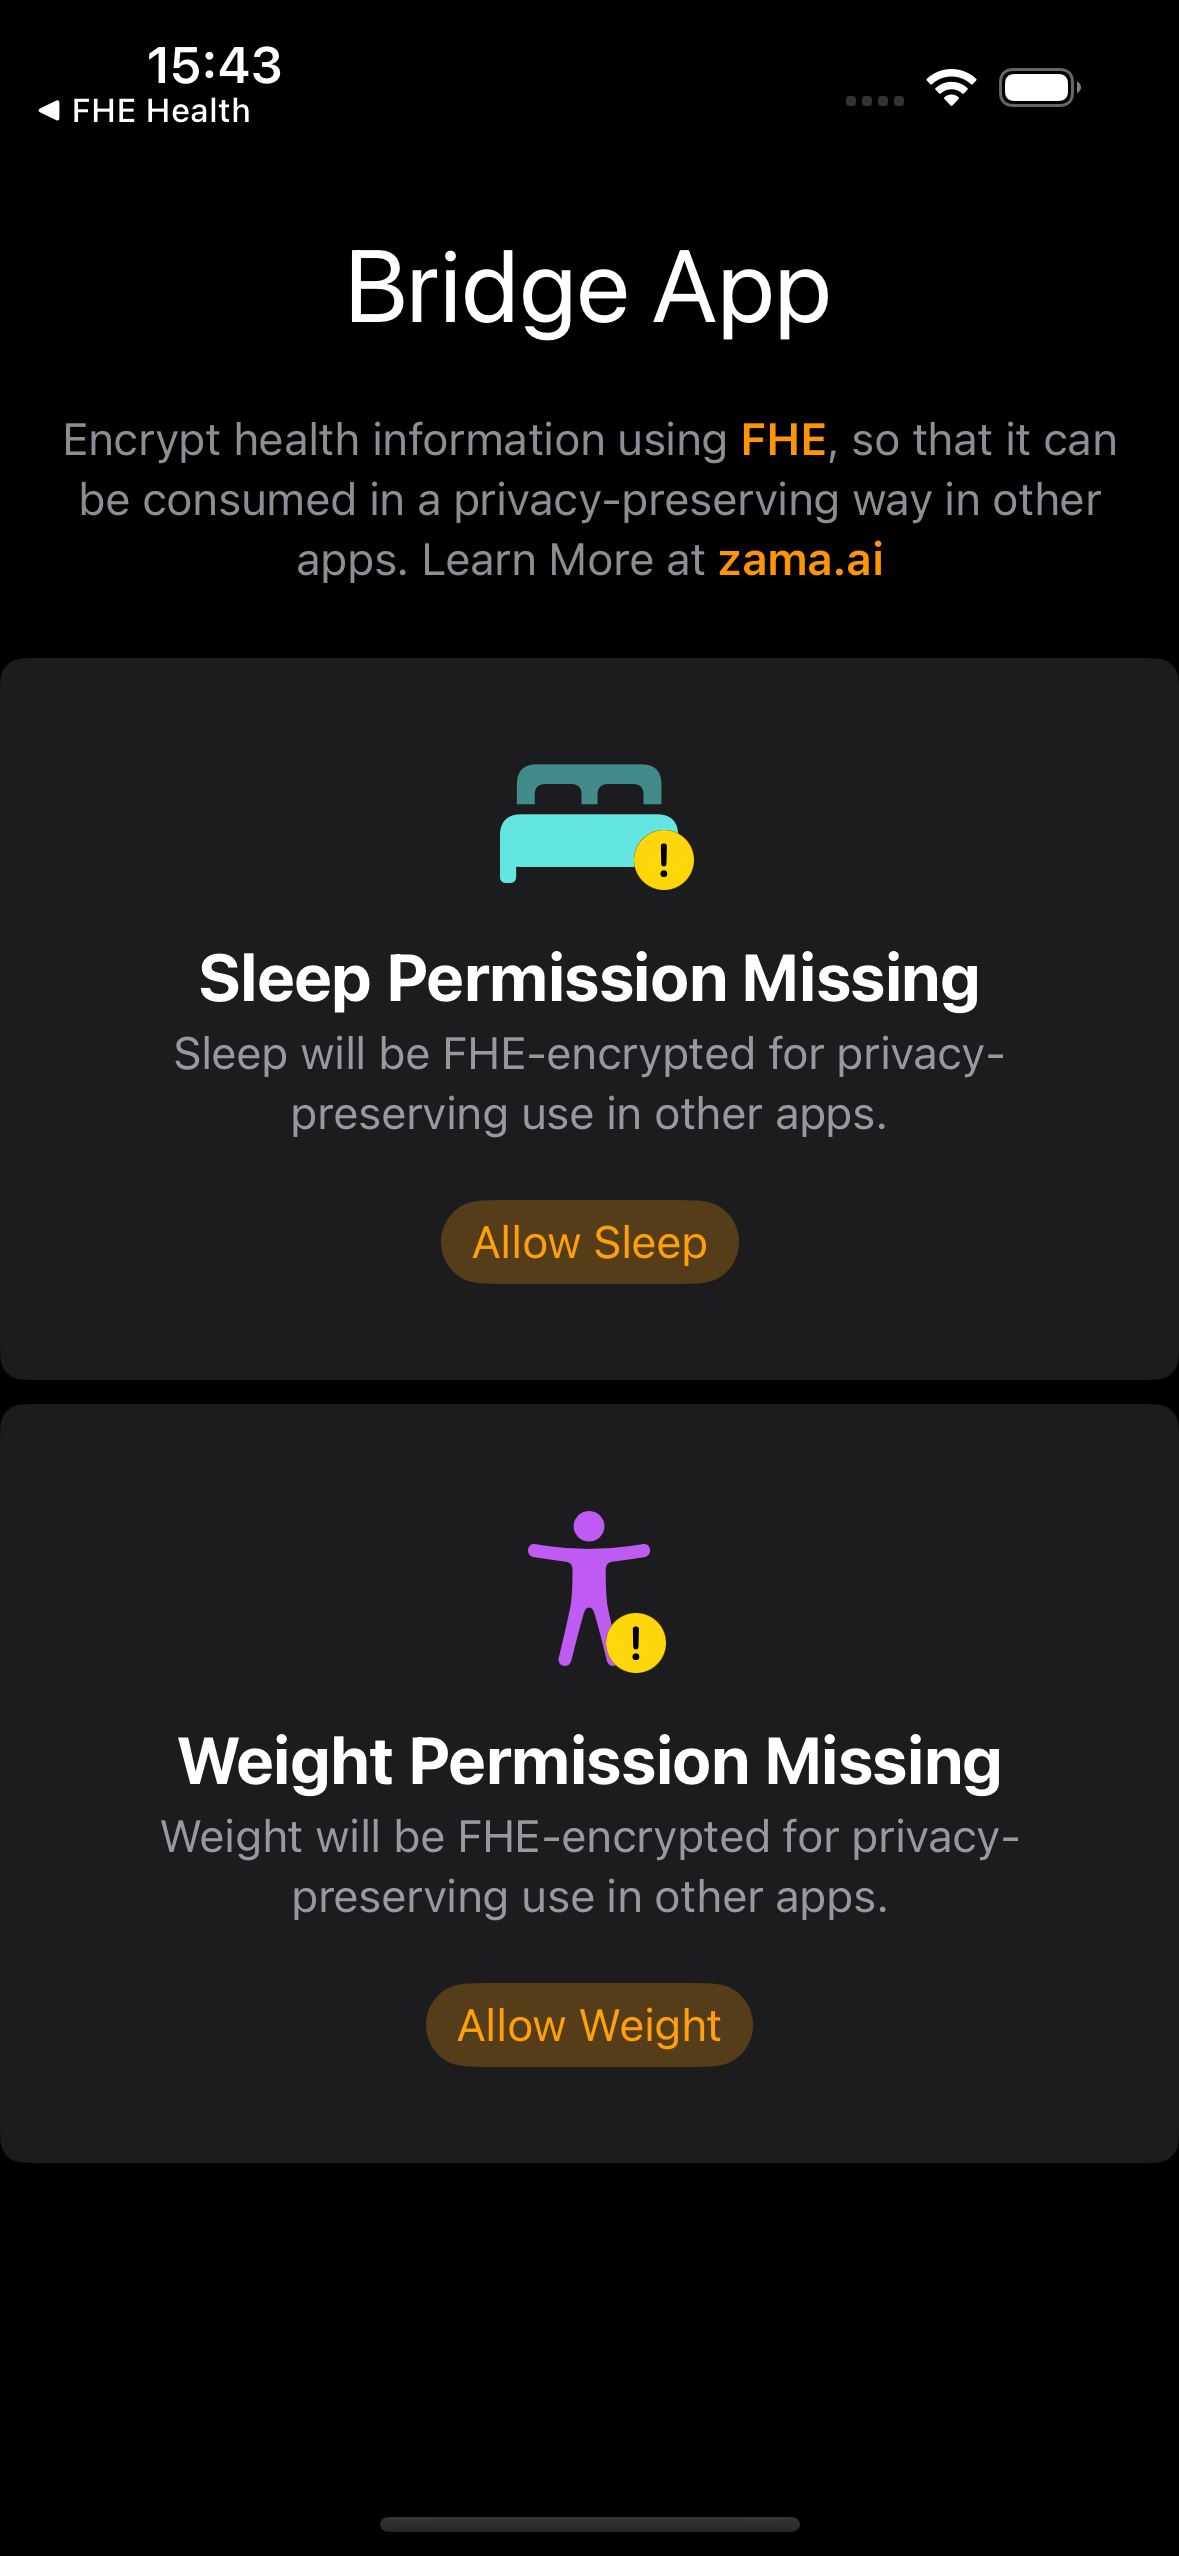 15:43
◀ FHE Health
Bridge App
Encrypt health information using FHE, so that it can
be consumed in a privacy-preserving way in other
apps. Learn More at zama.ai
Sleep Permission Missing
Sleep will be FHE-encrypted for privacy-
preserving use in other apps.
Allow Sleep
Weight Permission Missing
Weight will be FHE-encrypted for privacy-
preserving use in other apps.
Allow Weight